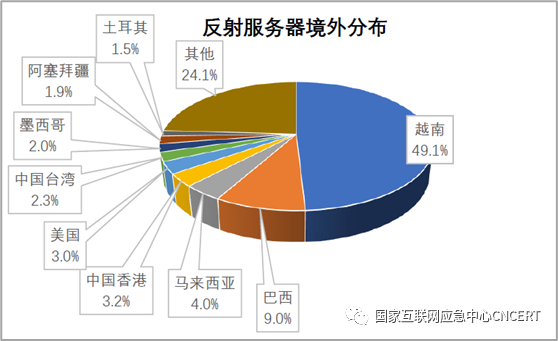 反射服务器境外分布
土耳其
1.5%
其他
24.1%
阿塞拜疆
1.9%
墨西哥
2.0%
越南
49.1%
中国台湾
2.3%
美国
3.0%
中国香港
3.2%
马来西亚
4.0%
巴西
9.0%
国家互联网应急中心CNCERT